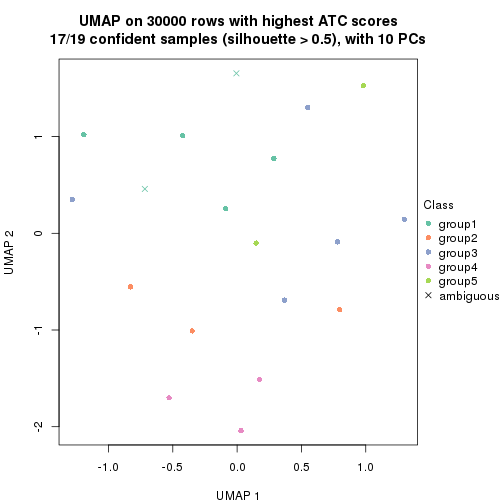 UMAP on 30000 rows with highest ATC scores
17/19 confident samples (silhouette > 0.5), with 10 PCs
UMAP 2
1
0
-1
-2
-1.0 -0.5 0.0 0.5 1.0
UMAP 1
Class
group1
group2
group3
group4
group5
ambiguous